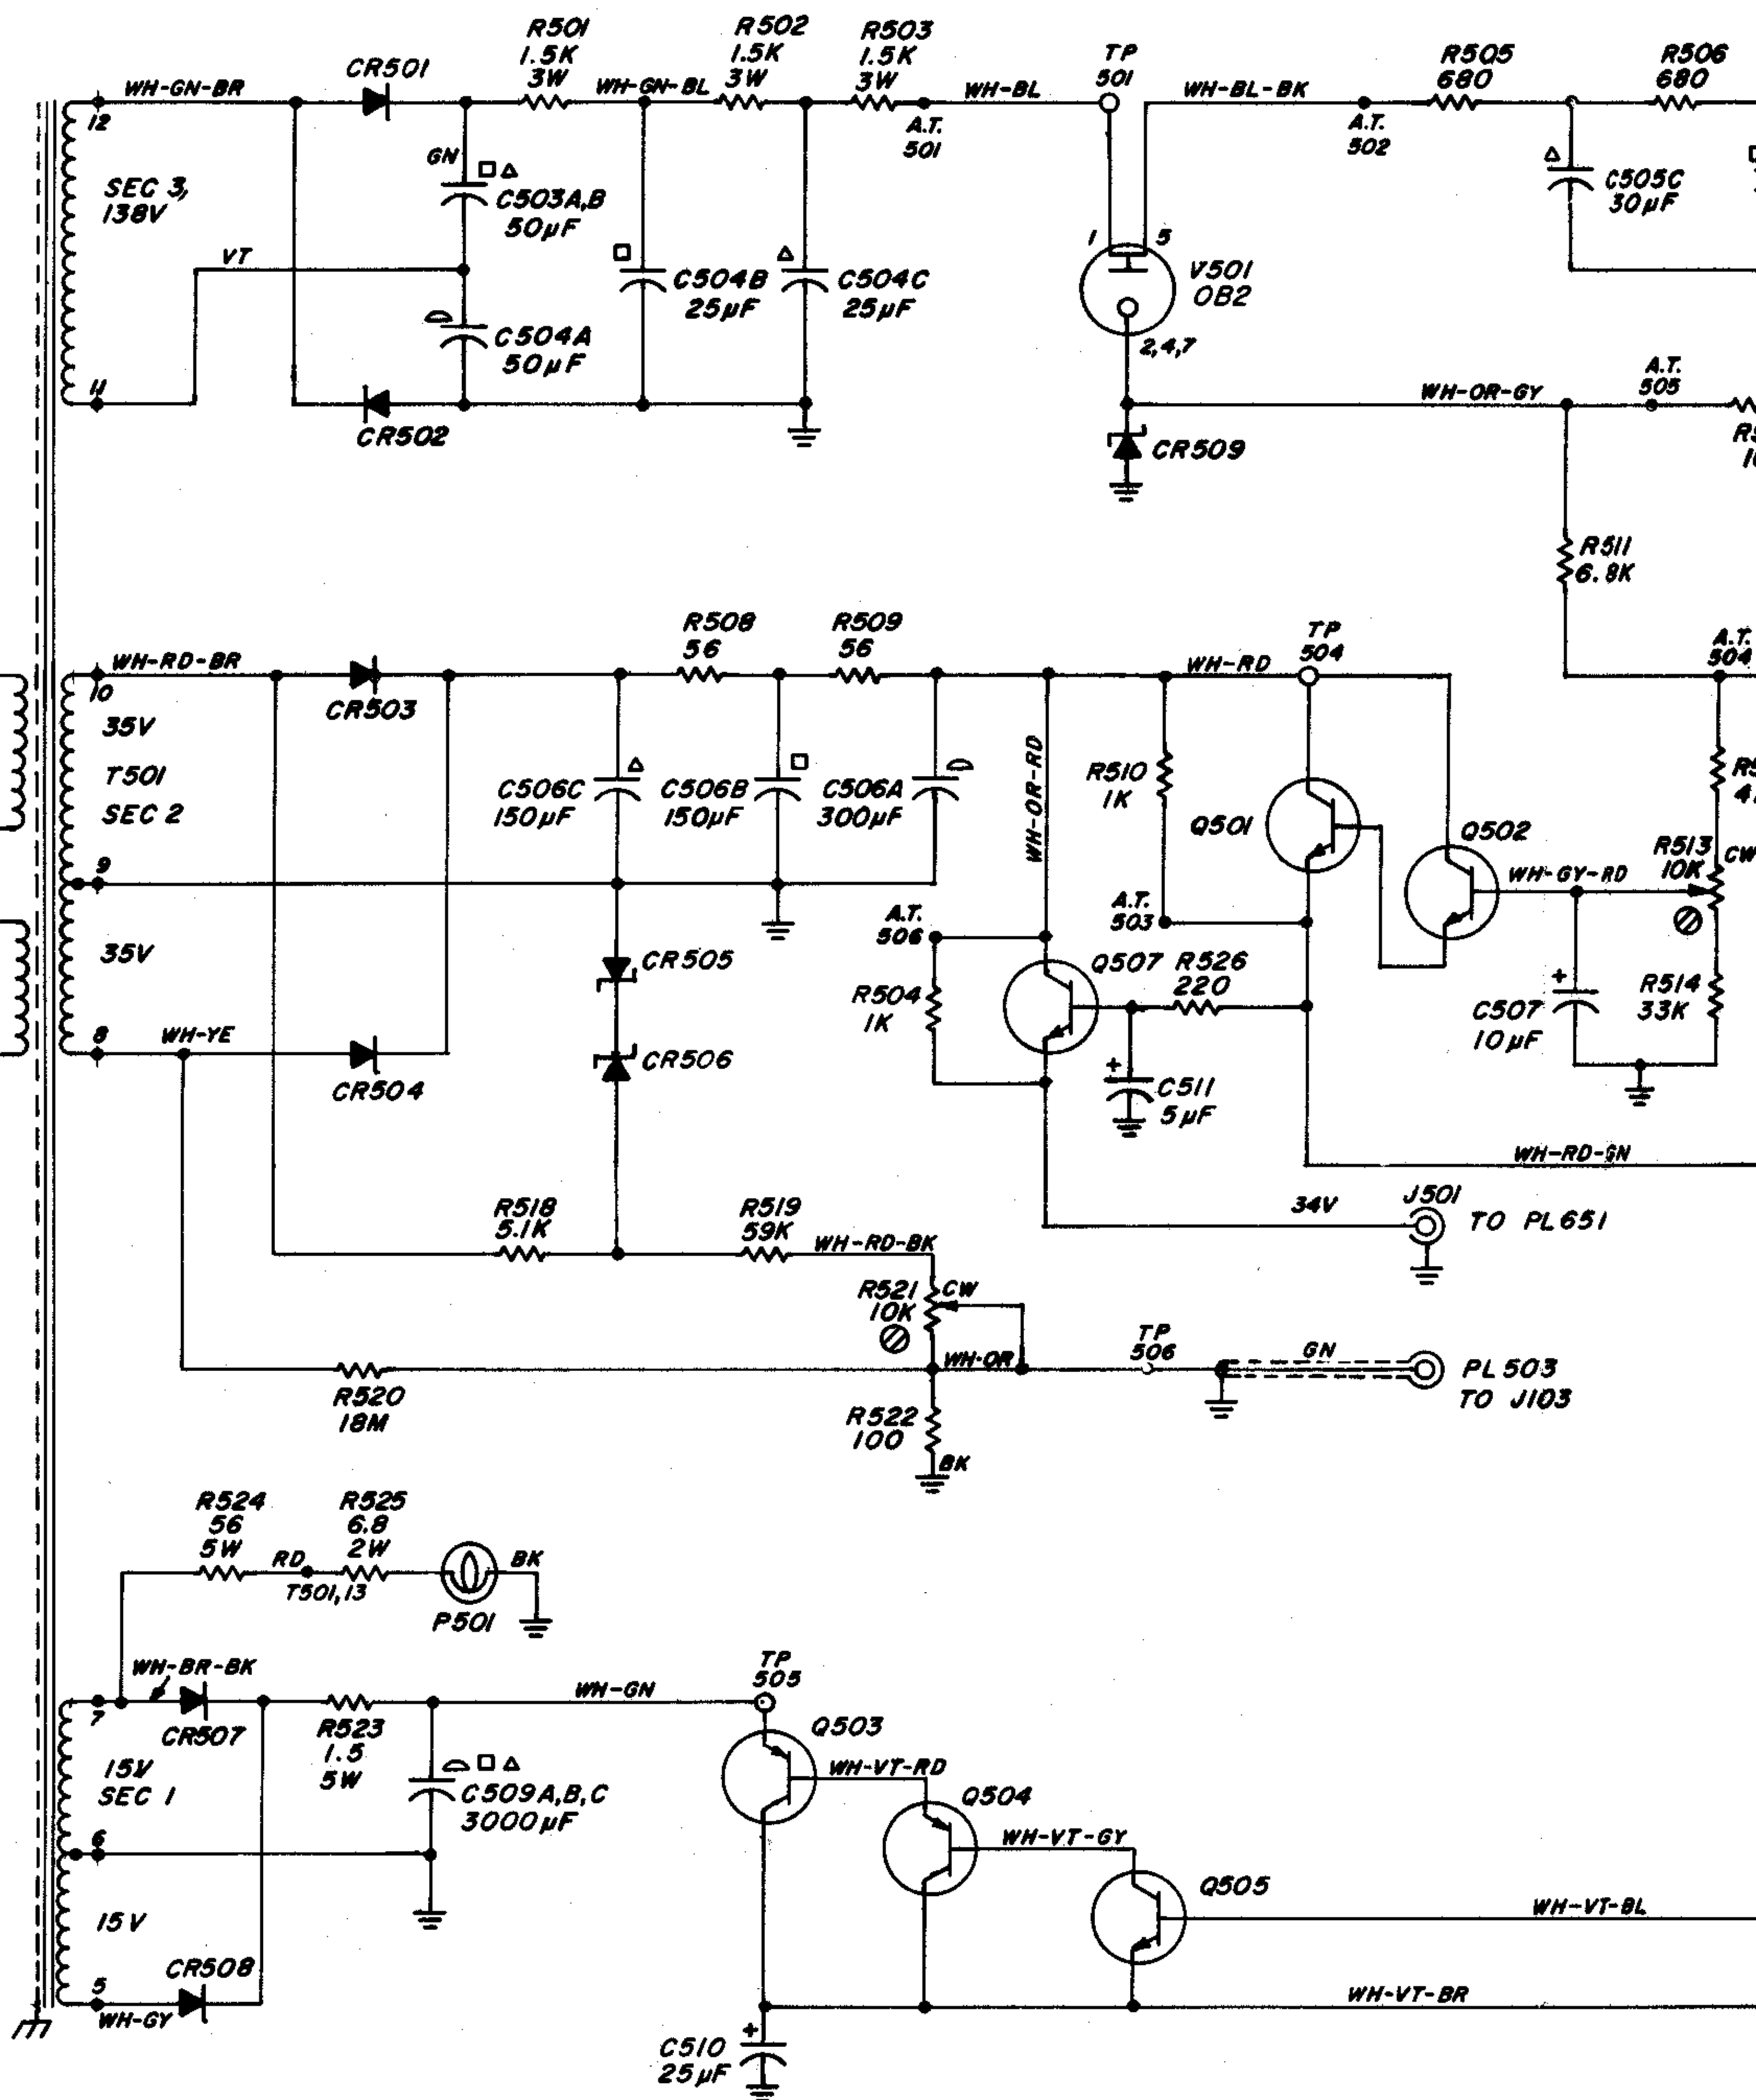 R501
1.5K
3W
R502
1.5K
3W
R503
1.5K
3W
TP
501
R505
680
R506
680
CR501
WH-GN-BR
WH-GN-BL
WH-BL
WH-BL-BK
12
A.T.
501
A.T.
502
GN
SEC 3,
138V
C503A,B
50µF
C505C
30µF
VT
1
5
V501
OB2
C504B
25µF
C504C
25µF
C504A
50µF
2,4,7
11
A.T.
505
WH-OR-GY
CR502
CR509
R511
6.8K
R508
56
R509
56
TP
504
A.T.
504
WH-RD-BR
WH-RD
10
CR503
35V
T501
SEC 2
WH-OR-RD
C506C
150µF
C506B
150µF
C506A
300µF
R510
1K
Q501
Q502
R513
10K
CW
9
WH-GY-RD
A.T.
506
A.T.
503
35V
CR505
Q507
R526
220
R504
1K
C507
10µF
R514
33K
+
8
WH-YE
CR506
CR504
+
C511
5µF
WH-RD-GN
R518
5.1K
R519
59K
34V
J501
TO PL651
WH-RD-BK
R521
10K
CW
TP
506
WH-OR
GN
PL503
TO J103
R520
18M
R522
100
BK
R524
56
5W
R525
6.8
2W
RD
T501,13
BK
P501
WH-BR-BK
TP
505
WH-GN
7
CR507
R523
1.5
5W
Q503
15V
SEC 1
C509A,B,C
3000µF
WH-VT-RD
Q504
6
WH-VT-GY
Q505
15V
WH-VT-BL
CR508
5
WH-GY
WH-VT-BR
+
C510
25µF